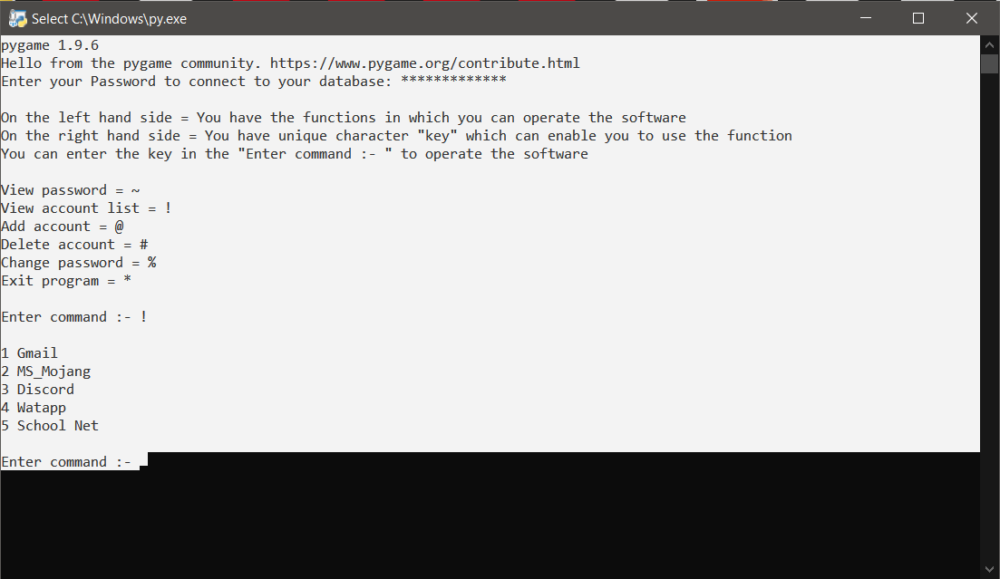 Select C:\Windows\py.exe
pygame 1.9.6
Hello from the pygame community. https://www.pygame.org/contribute.html
Enter your Password to connect to your database: *************
On the left hand side = You have the functions in which you can operate the software
On the right hand side = You have unique character "key" which can enable you to use the function
You can enter the key in the "Enter command :- " to operate the software
View password = ~
View account list = !
Add account = @
Delete account = #
Change password = %
Exit program = *
Enter command :- !
1 Gmail
2 MS_Mojang
3 Discord
4 Watapp
5 School Net
Enter command :-